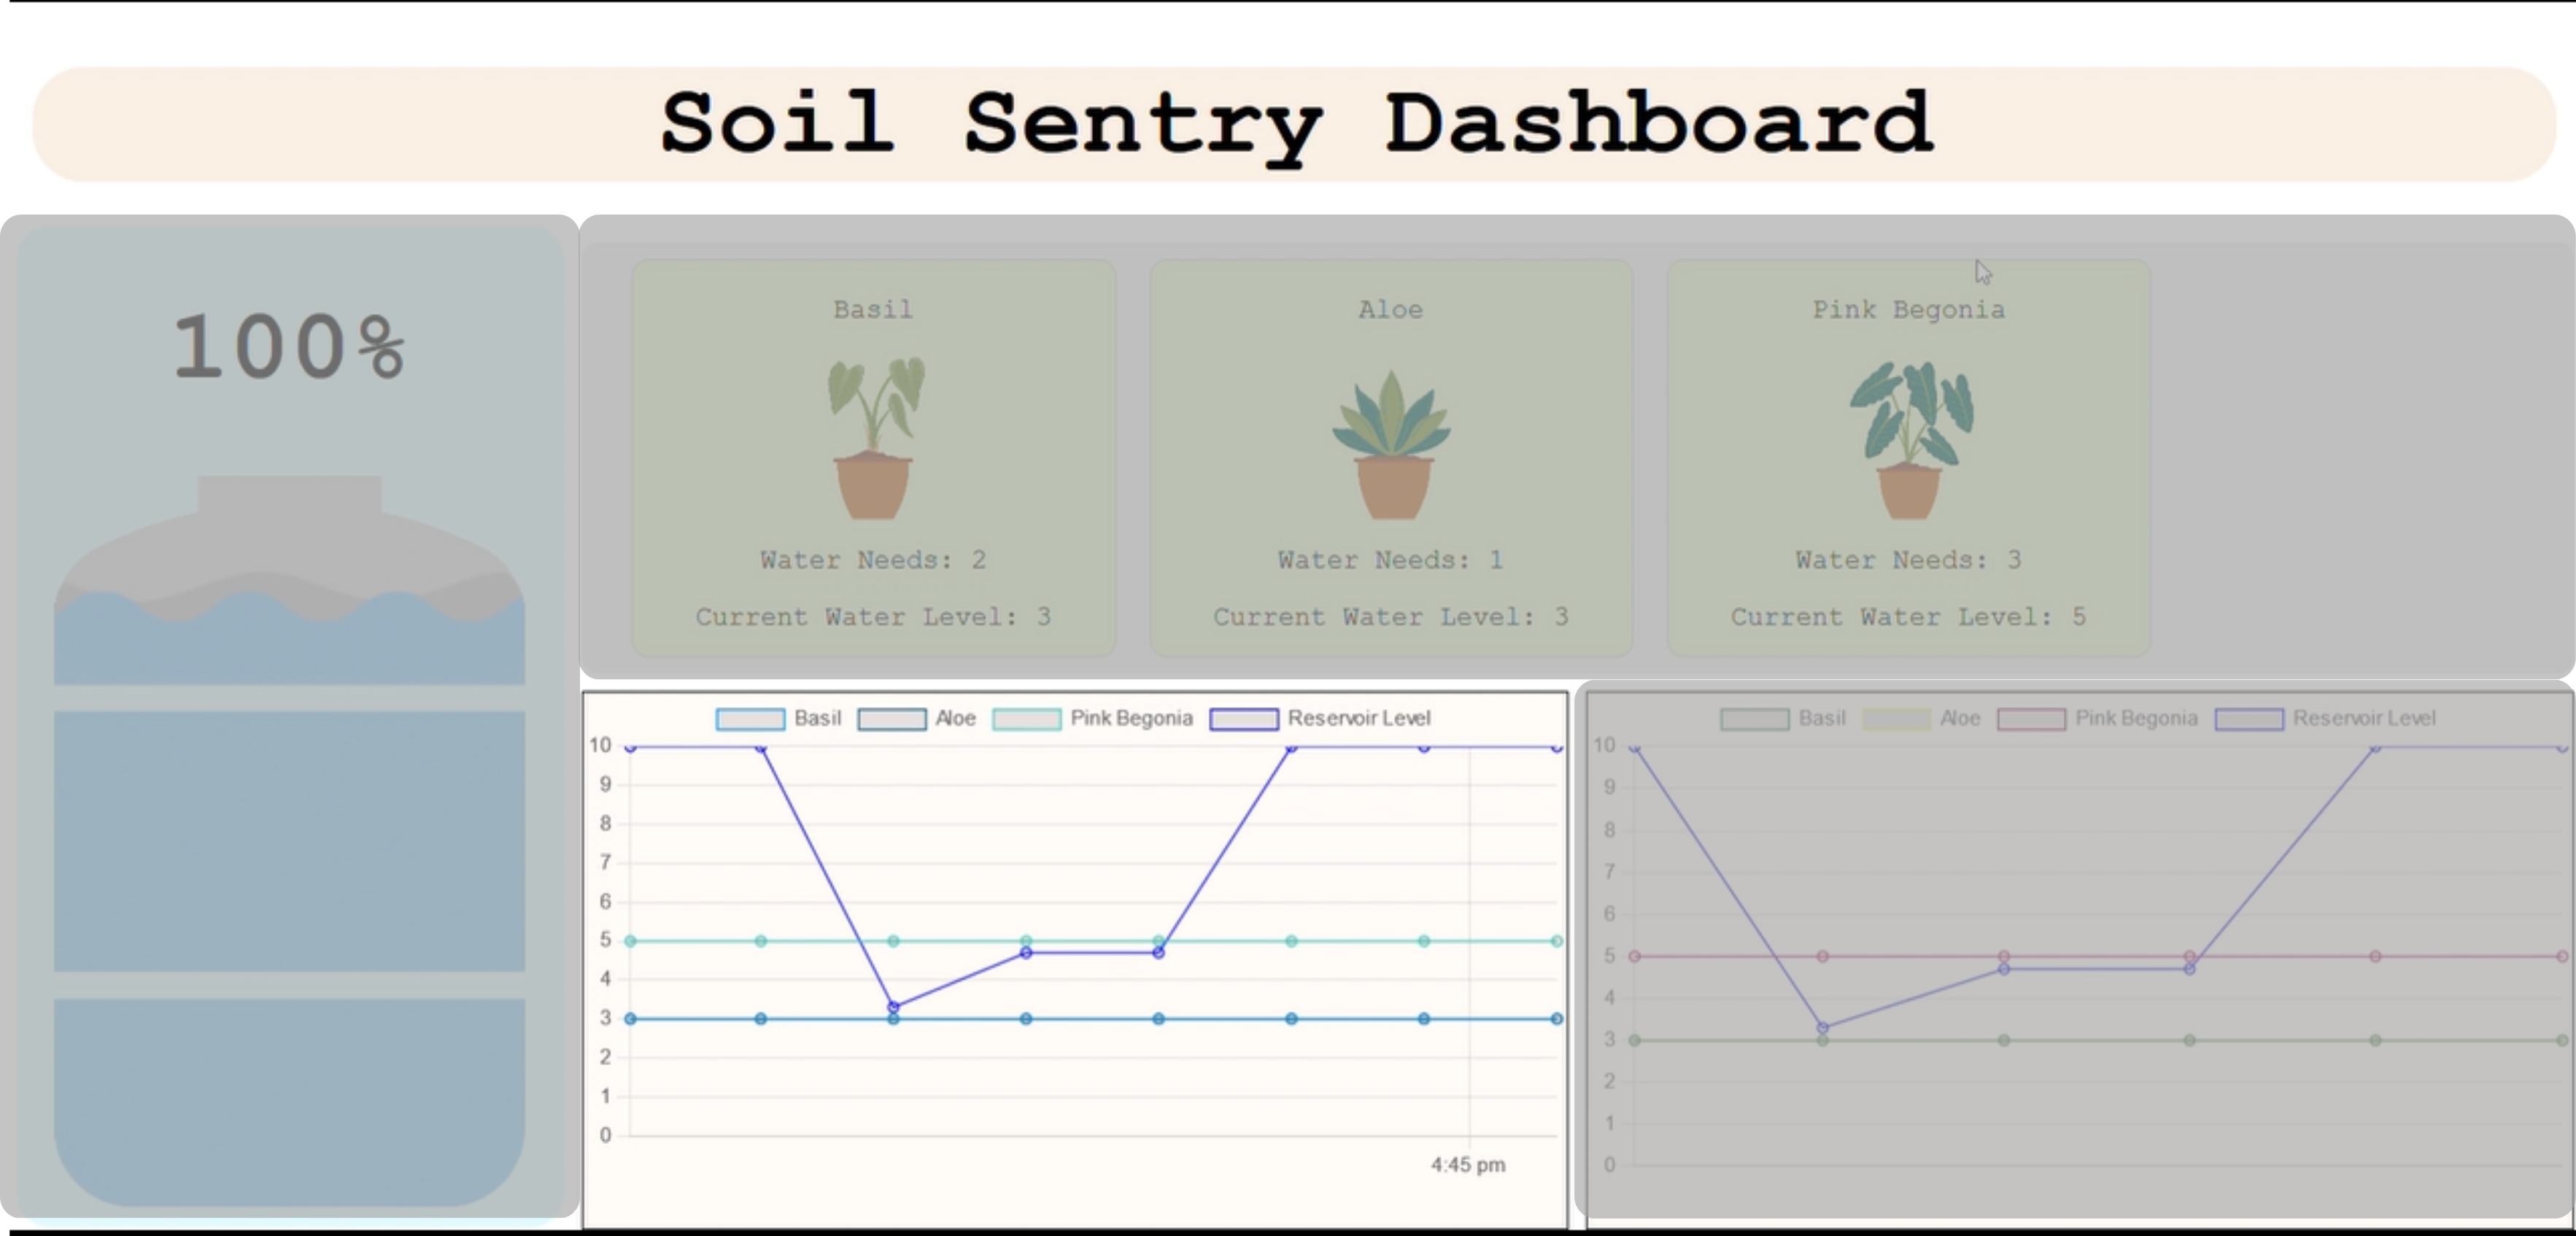 Soil Sentry Dashboard
100%
Basil
Water Needs: 2
Current Water Level: 3
Aloe
Water Needs: 1
Current Water Level: 3
Pink Begonia
Water Needs: 3
Current Water Level: 5
Basil Aloe Pink Begonia Reservoir Level
10
9
8
7
6
5
4
3
2
1
0
4:45 pm
Basil Aloe Pink Begonia Reservoir Level
10
9
8
7
6
5
4
3
2
1
0